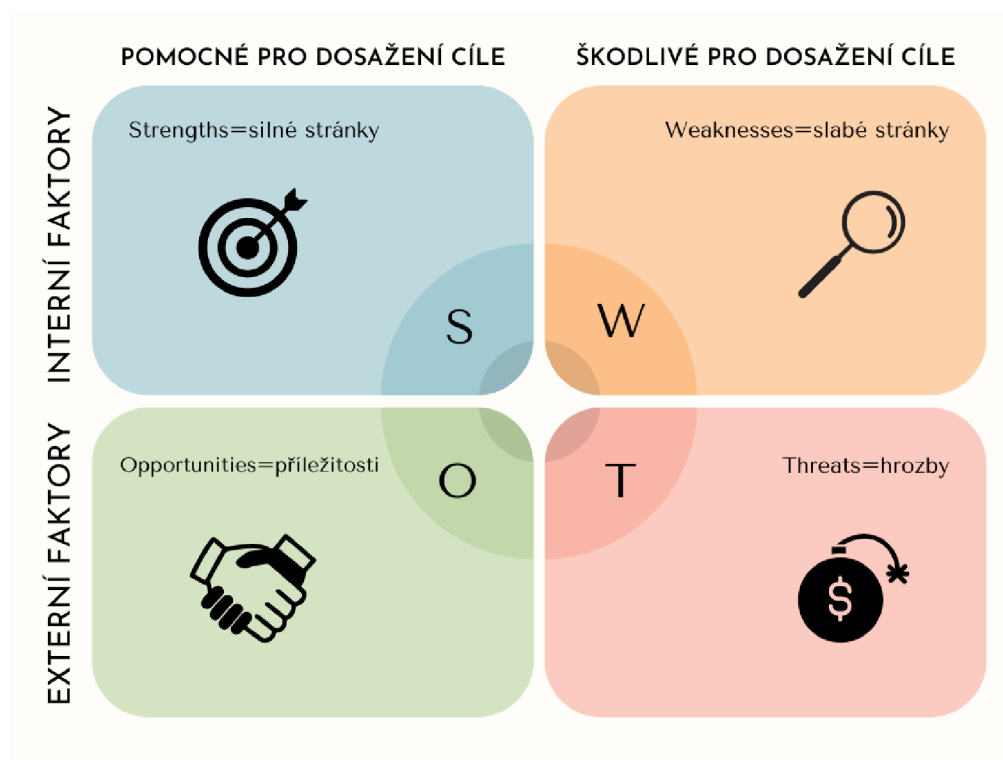 POMOCNÉ PRO DOSAŽENÍ CÍLE
ŠKODLIVÉ PRO DOSAŽENÍ CÍLE
INTERNÍ FAKTORY
Strengths=silné stránky
Weaknesses=slabé stránky
S
W
EXTERNÍ FAKTORY
Opportunities=příležitosti
Threats=hrozby
O
T
$